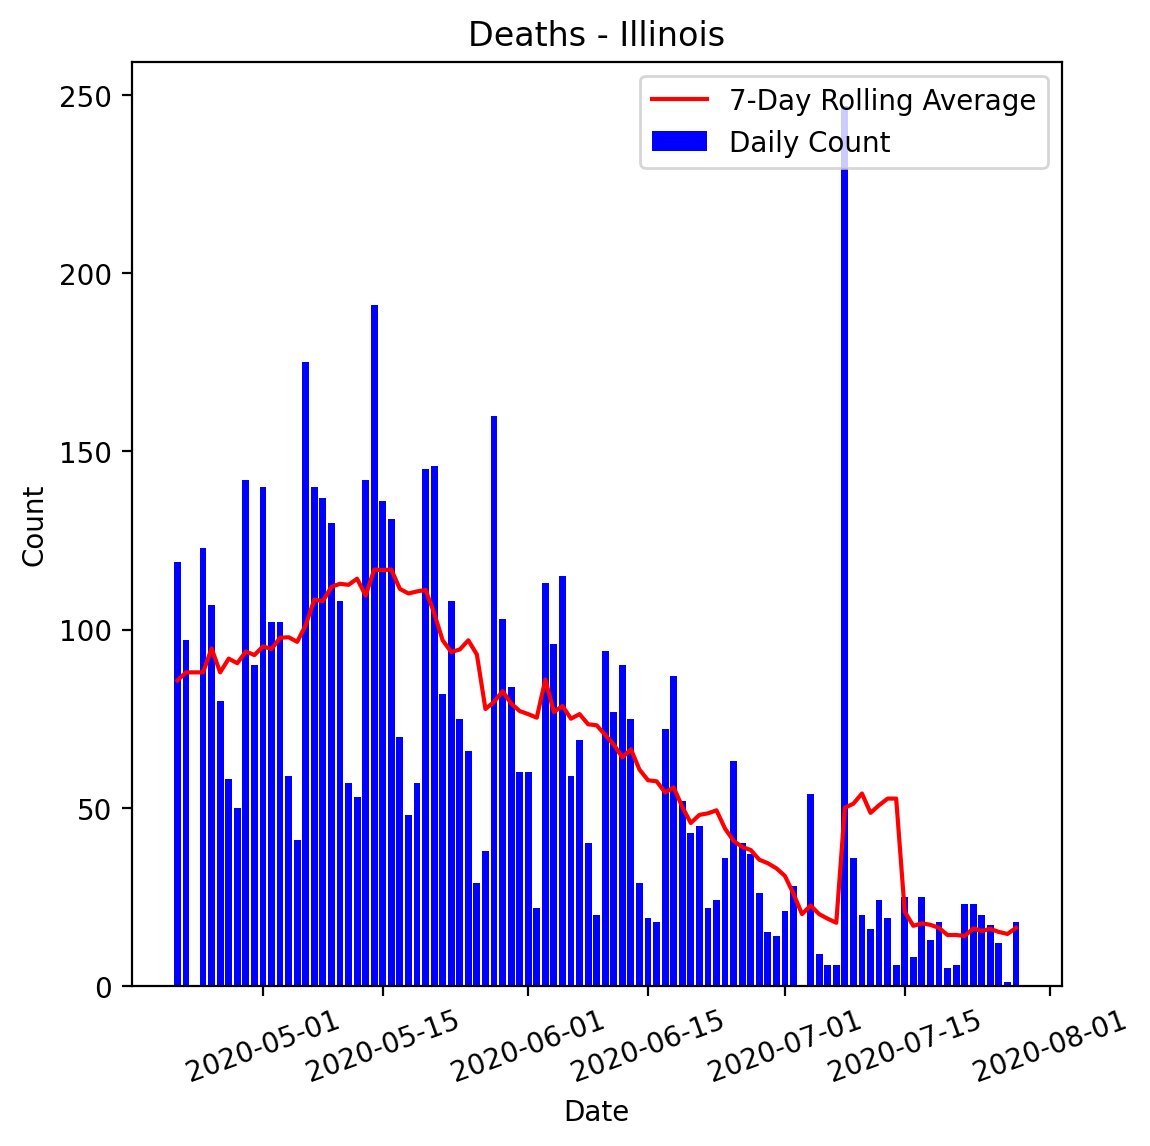 Deaths - Illinois
7-Day Rolling Average
Daily Count
250
200
150
100
50
0
Count
2020-05-01
2020-05-15
2020-06-01
2020-06-15
2020-07-01
2020-07-15
2020-08-01
Date